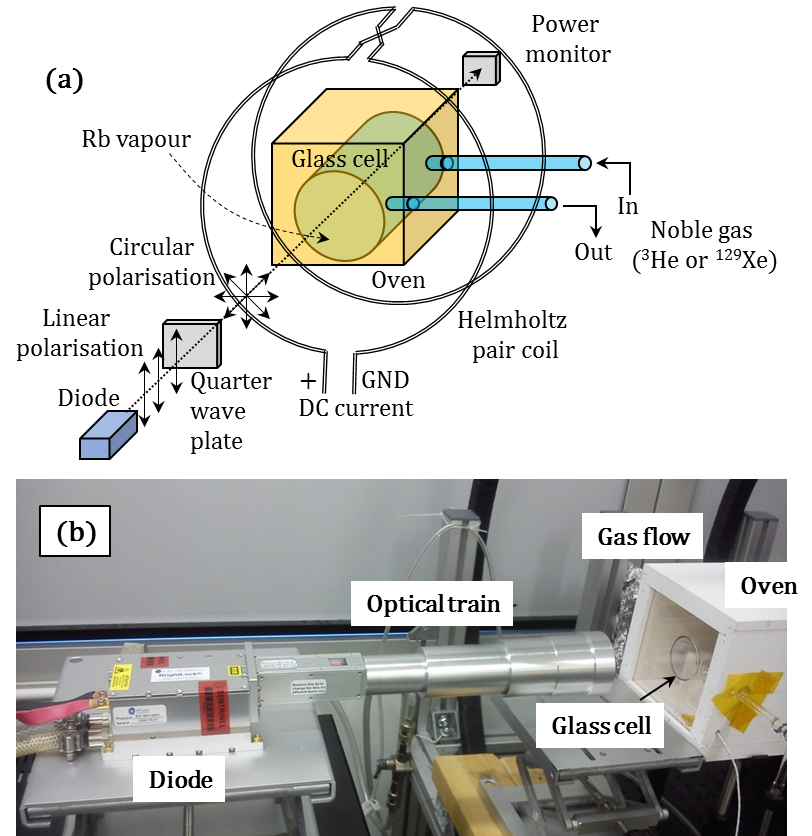 (a)
Power
monitor
Rb vapour
Glass cell
In
Out
Noble gas
(³He or ¹²⁹Xe)
Circular
polarisation
Oven
Linear
polarisation
Helmholtz
pair coil
Diode
Quarter
wave
plate
+
GND
DC current
(b)
Gas flow
Oven
Optical train
Glass cell
Diode